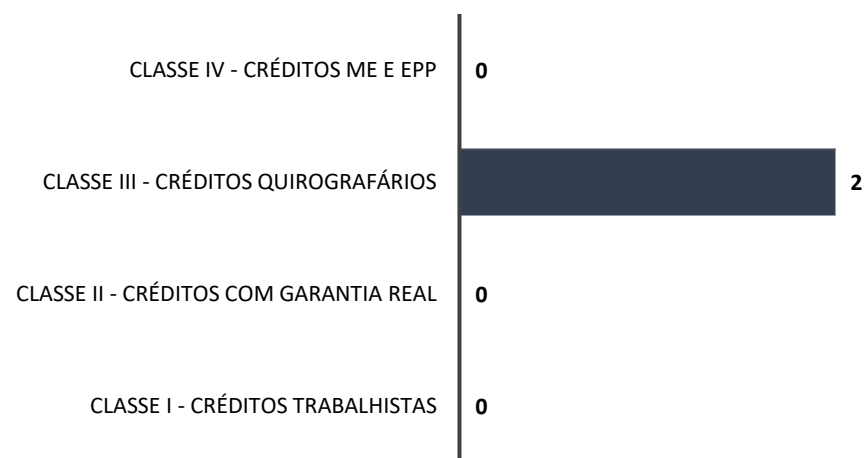 CLASSE IV - CRÉDITOS ME E EPP 0
CLASSE III - CRÉDITOS QUIROGRAFÁRIOS 2
CLASSE II - CRÉDITOS COM GARANTIA REAL 0
CLASSE I - CRÉDITOS TRABALHISTAS 0